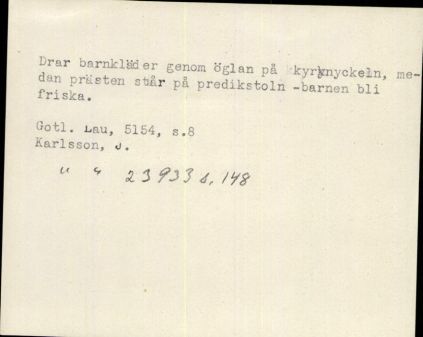 Drar barnkläder genom öglan på kyrknyckeln, me-
dan prästen står på predikstoln -barnen bli
friska.
Gotl. Lau, 5154, s.8
Karlsson, J.
" " 23933 s. 148